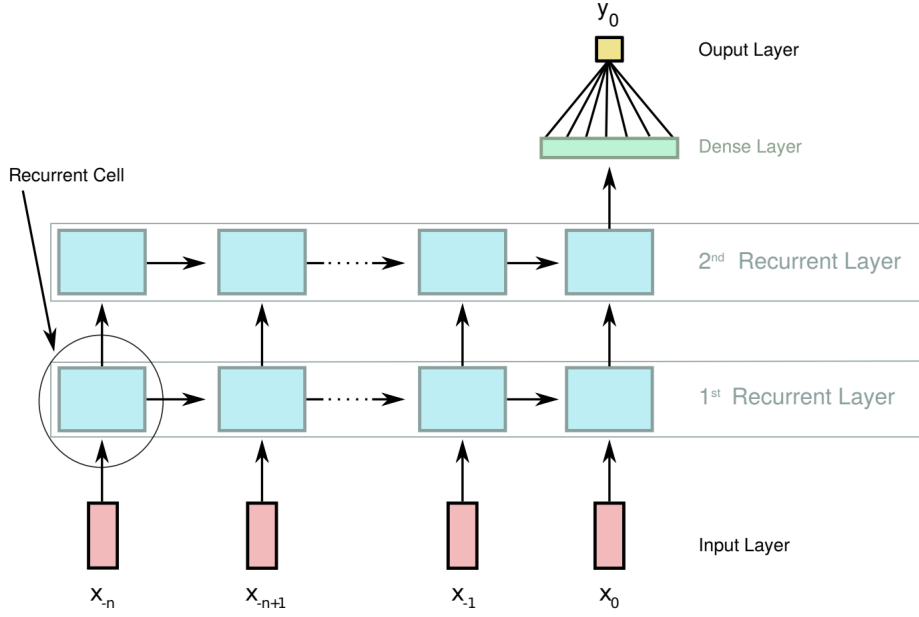 y₀
Ouput Layer
Dense Layer
Recurrent Cell
2ⁿᵈ Recurrent Layer
1ˢᵗ Recurrent Layer
Input Layer
x₋ₙ
x₋ₙ₊₁
x₋₁
x₀